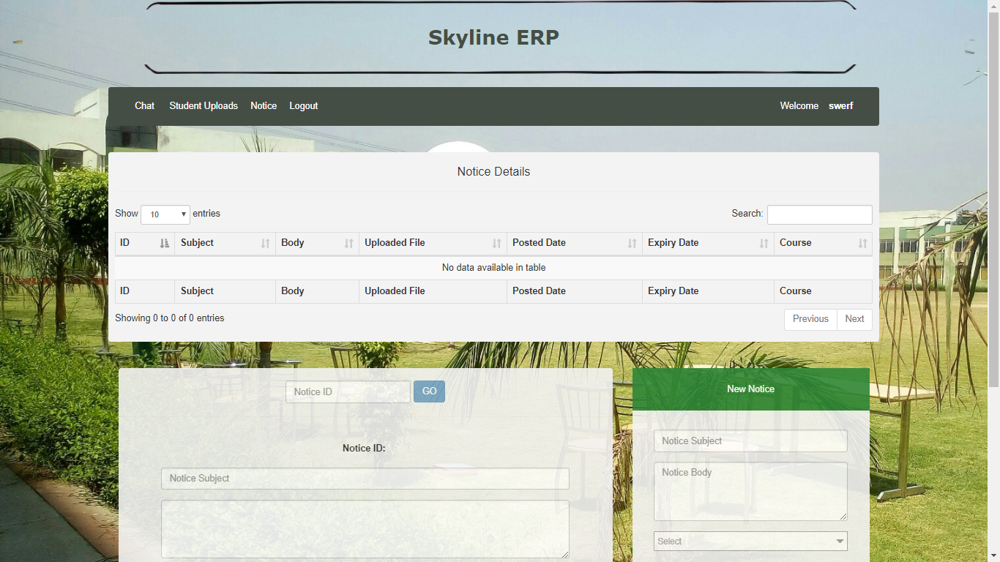 Skyline ERP
Chat Student Uploads Notice Logout Welcome swerf
Notice Details
Show 10 entries Search:
ID Subject Body Uploaded File Posted Date Expiry Date Course
No data available in table
ID Subject Body Uploaded File Posted Date Expiry Date Course
Showing 0 to 0 of 0 entries Previous Next
Notice ID GO
Notice ID:
Notice Subject
New Notice
Notice Subject
Notice Body
Select